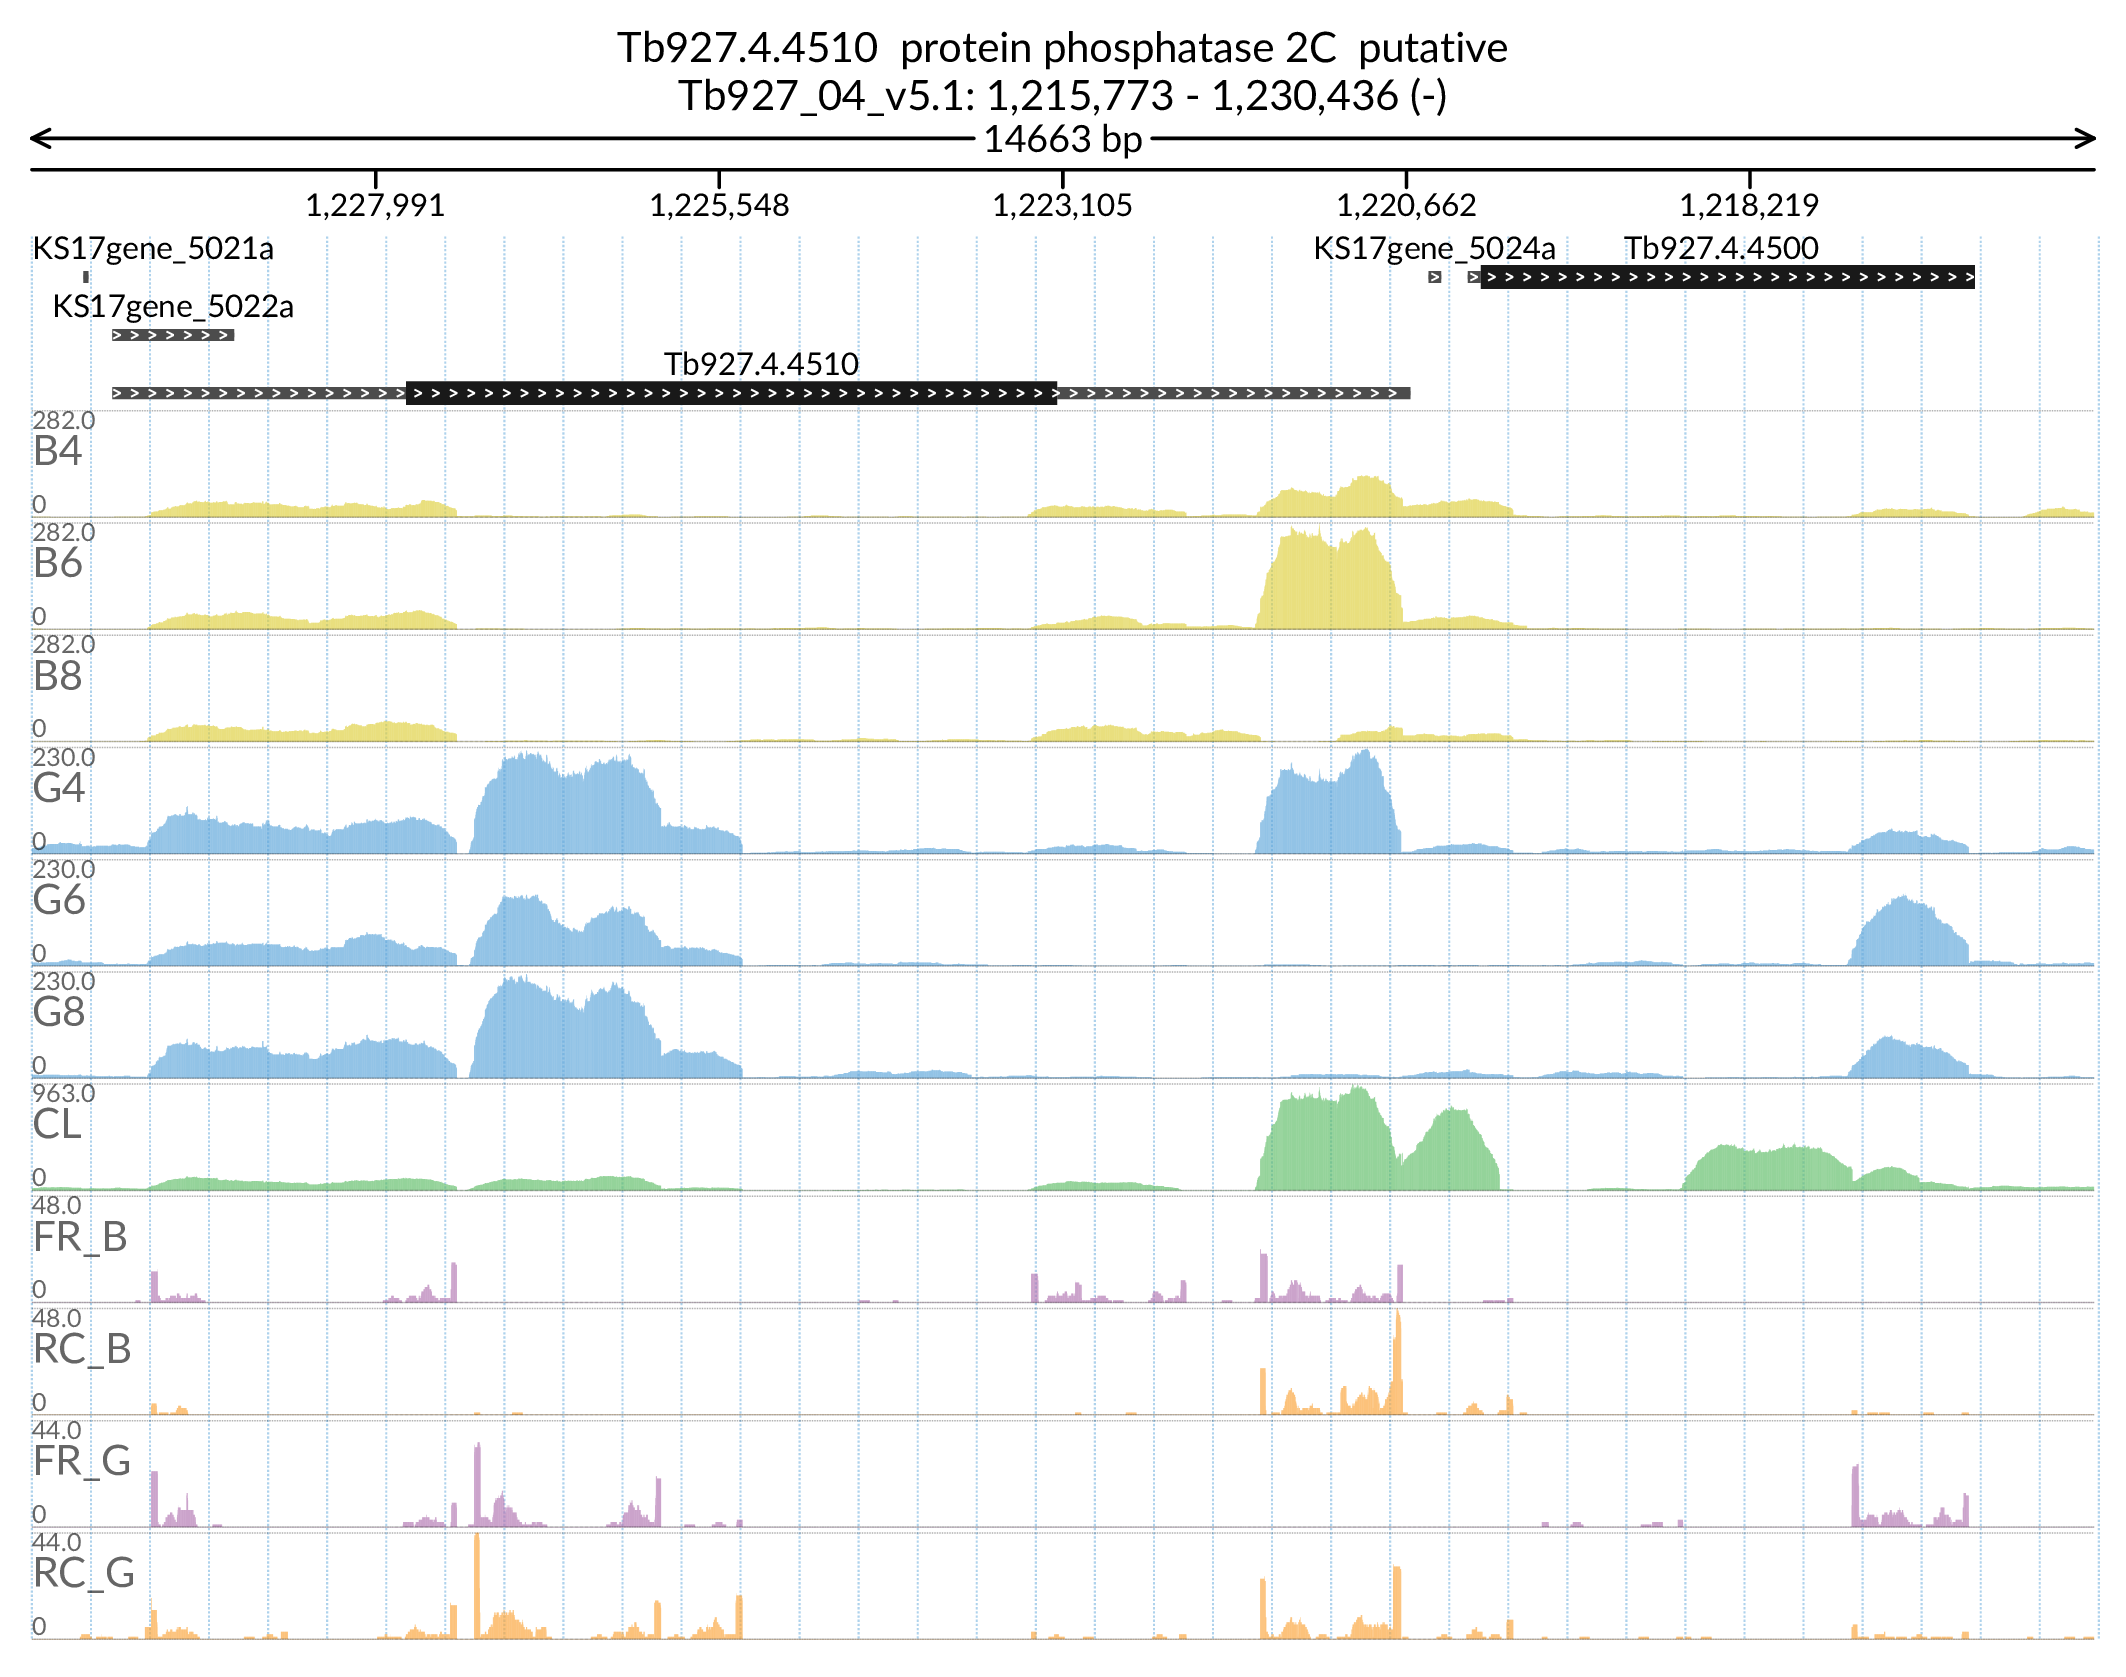 Tb927.4.4510  protein phosphatase 2C  putative
Tb927_04_v5.1: 1,215,773 - 1,230,436 (-)
14663 bp
1,227,991 1,225,548 1,223,105 1,220,662 1,218,219
KS17gene_5021a KS17gene_5024a Tb927.4.4500
KS17gene_5022a
Tb927.4.4510
282.0
B4
0
282.0
B6
0
282.0
B8
0
230.0
G4
0
230.0
G6
0
230.0
G8
0
963.0
CL
0
48.0
FR_B
0
48.0
RC_B
0
44.0
FR_G
0
44.0
RC_G
0